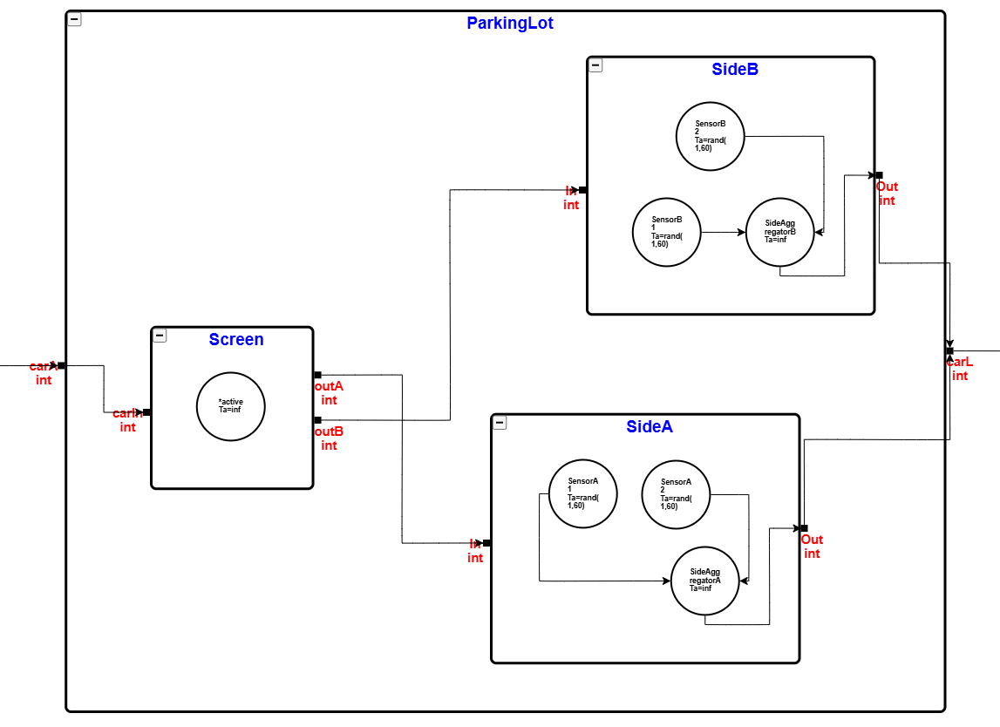 ParkingLot
SideB
SensorB
2
Ta=rand(
1,60)
SensorB
1
Ta=rand(
1,60)
SideAgg
regatorB
Ta=inf
In
int
Out
int
Screen
*active
Ta=inf
int
carIn
int
outA
int
outB
int
carL
int
SideA
SensorA
1
Ta=rand(
1,60)
SensorA
2
Ta=rand(
1,60)
SideAgg
regatorA
Ta=inf
In
int
Out
int